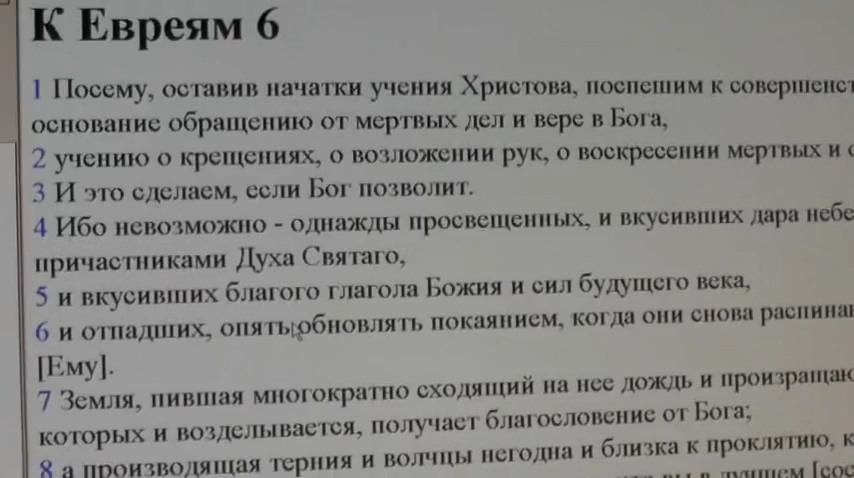 К Евреям 6
1 Посему, оставив начатки учения Христова, поспешим к
основание обращению от мертвых дел и вере в Бога,
2 учению о крещениях, о возложении рук, о воскресении мертвых и
3 И это сделаем, если Бог позволит.
4 Ибо невозможно - однажды просвещенных, и вкусивших дара
причастниками Духа Святаго,
5 и вкусивших благого глагола Божия и сил будущего века,
6 и отпадших, опять обновлять покаянием, когда они снова
[Ему].
7 Земля, пившая многократно сходящий на нее дождь и
которых и возделывается, получает благословение от Бога;
8 а производящая терния и волчцы негодна и близка к проклятию,